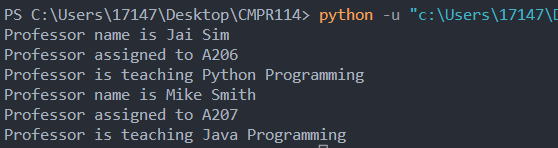 PS C:\Users\17147\Desktop\CMPR114> python -u "c:\Users\17147\D
Professor name is Jai Sim
Professor assigned to A206
Professor is teaching Python Programming
Professor name is Mike Smith
Professor assigned to A207
Professor is teaching Java Programming